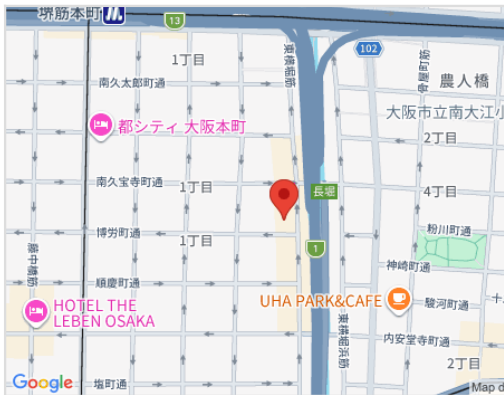 堺筋本町
13
1丁目
東横堀筋
102
農人橋
南久太郎町通
大阪市立南大江小
都シティ 大阪本町
2丁目
南久宝寺町通
1丁目
長堀
4丁目
博労町通
1丁目
粉川町通
1
神崎町通
順慶町通
HOTEL THE
LEBEN OSAKA
UHA PARK&CAFE
駿河町通
東横堀浜筋
内安堂寺町通
2丁目
塩町通
Google
Map d